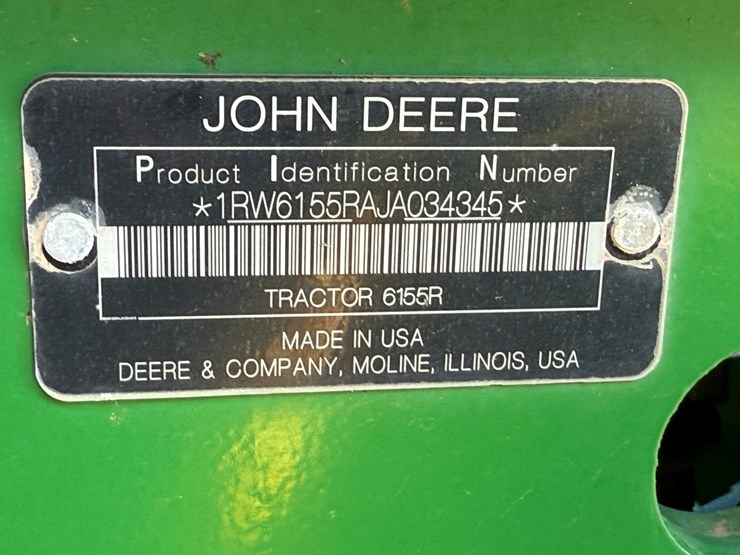 JOHN DEERE
Product Identification Number
*1RW6155RAJA034345*
TRACTOR 6155R
MADE IN USA
DEERE & COMPANY, MOLINE, ILLINOIS, USA